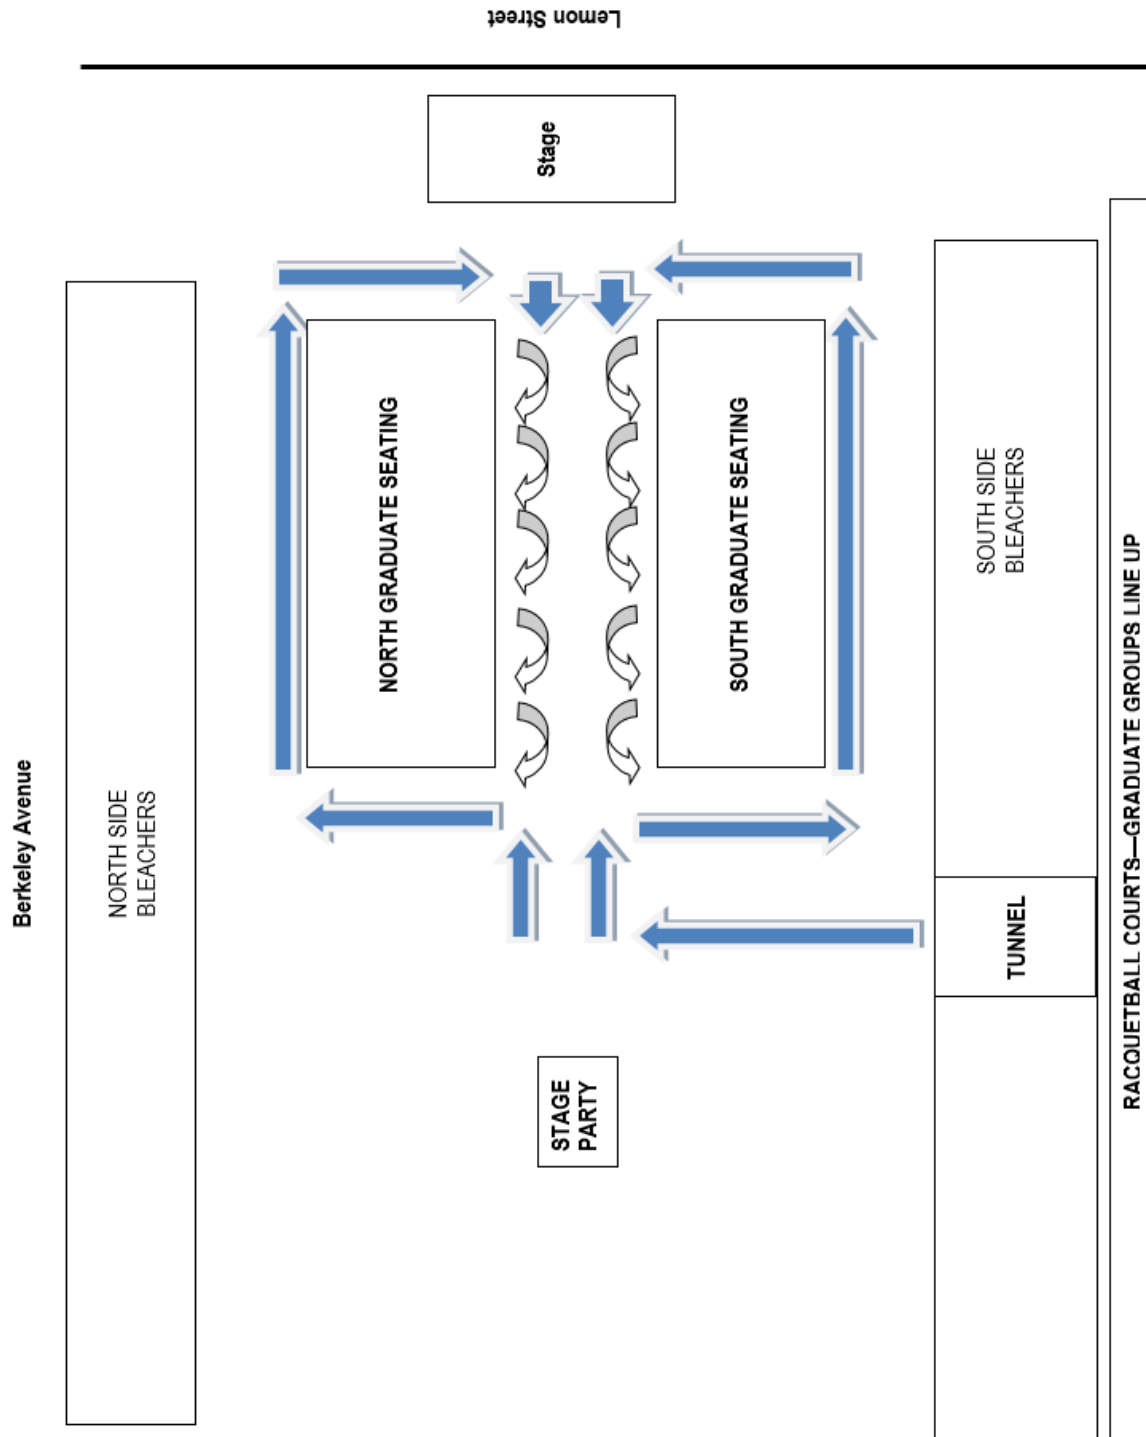 Lemon Street
Stage
Berkeley Avenue
NORTH SIDE
BLEACHERS
NORTH GRADUATE SEATING
SOUTH GRADUATE SEATING
SOUTH SIDE
BLEACHERS
TUNNEL
STAGE
PARTY
RACQUETBALL COURTS—GRADUATE GROUPS LINE UP